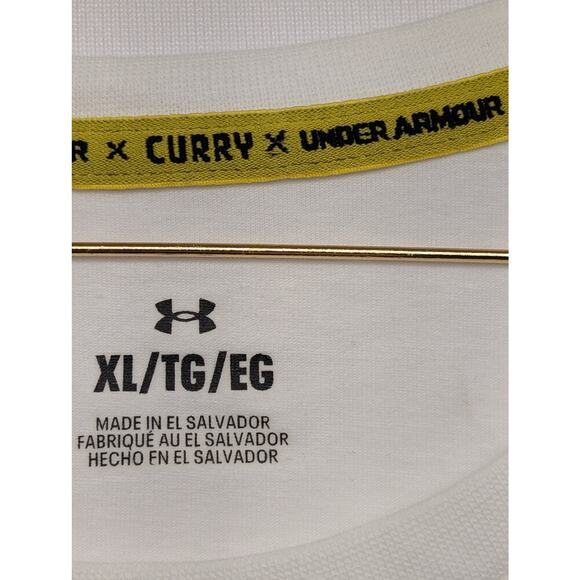 R X CURRY X UNDER ARMOUR
XL/TG/EG
MADE IN EL SALVADOR
FABRIQUÉ AU EL SALVADOR
HECHO EN EL SALVADOR